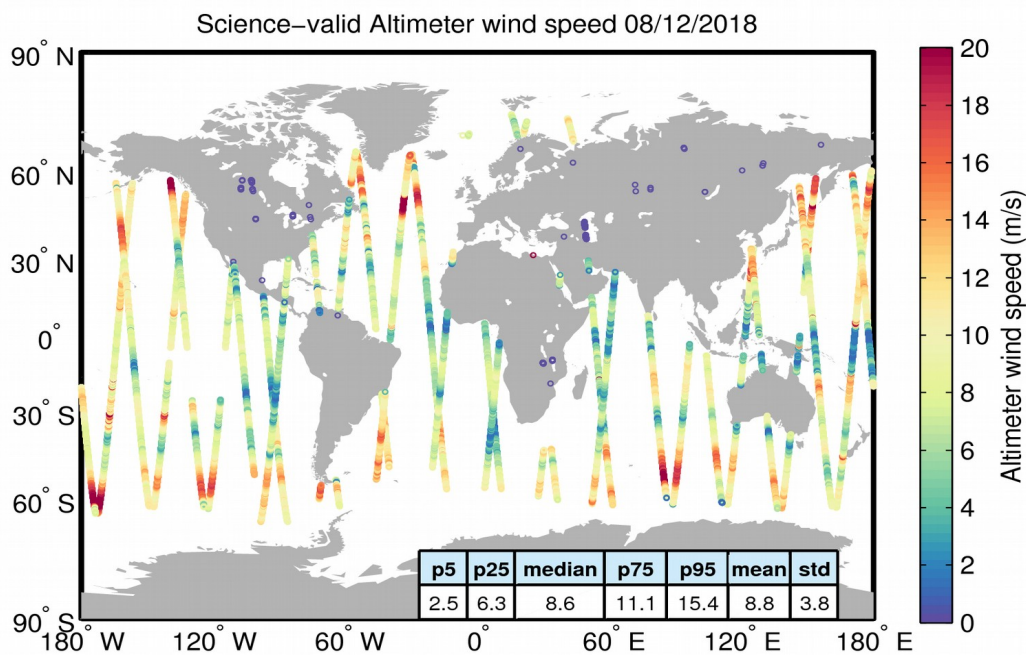 Science−valid Altimeter wind speed 08/12/2018
90° N
60° N
30° N
0°
30° S
60° S
90° S
180° W
120° W
60° W
0°
60° E
120° E
180° E
p5 p25 median p75 p95 mean std
2.5 6.3 8.6 11.1 15.4 8.8 3.8
20
18
16
14
12
10
8
6
4
2
0
Altimeter wind speed (m/s)